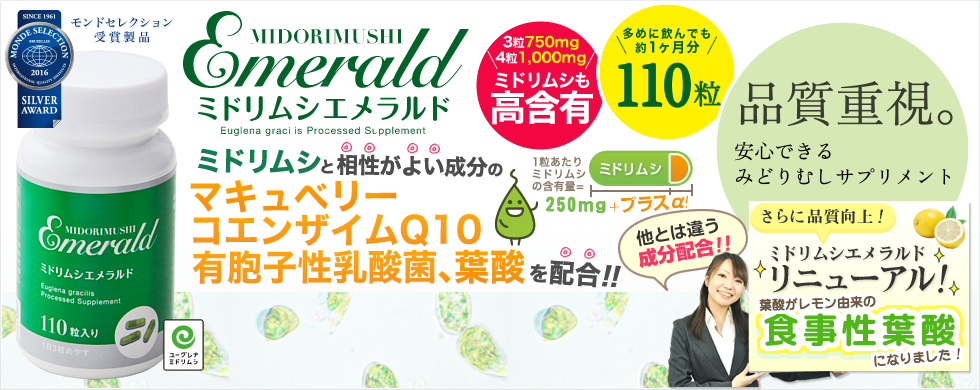 SINCE 1961
MONDE SELECTION
BRUXELLES
2016
SILVER
AWARD
モンドセレクション
受賞製品
MIDORIMUSHI
Emerald
ミドリムシエメラルド
Euglena graci is Processed Supplement
3粒750mg
4粒1,000mg
ミドリムシも
高含有
多めに飲んでも
約1ヶ月分
110粒
品質重視。
安心できる
みどりむしサプリメント
ミドリムシと相性がよい成分の
マキュベリー
コエンザイムQ10
有胞子性乳酸菌、葉酸を配合!!
1粒あたり
ミドリムシ
の含有量=
ミドリムシ
250mg+プラスα!
他とは違う
成分配合!!
さらに品質向上!
ミドリムシエメラルド
リニューアル!
葉酸がレモン由来の
食事性葉酸
になりました!
MIDORIMUSHI
Emerald
ミドリムシエメラルド
Euglena gracilis
Processed Supplement
110粒入り
1日3粒めやす
ユーグレナ
ミドリムシ